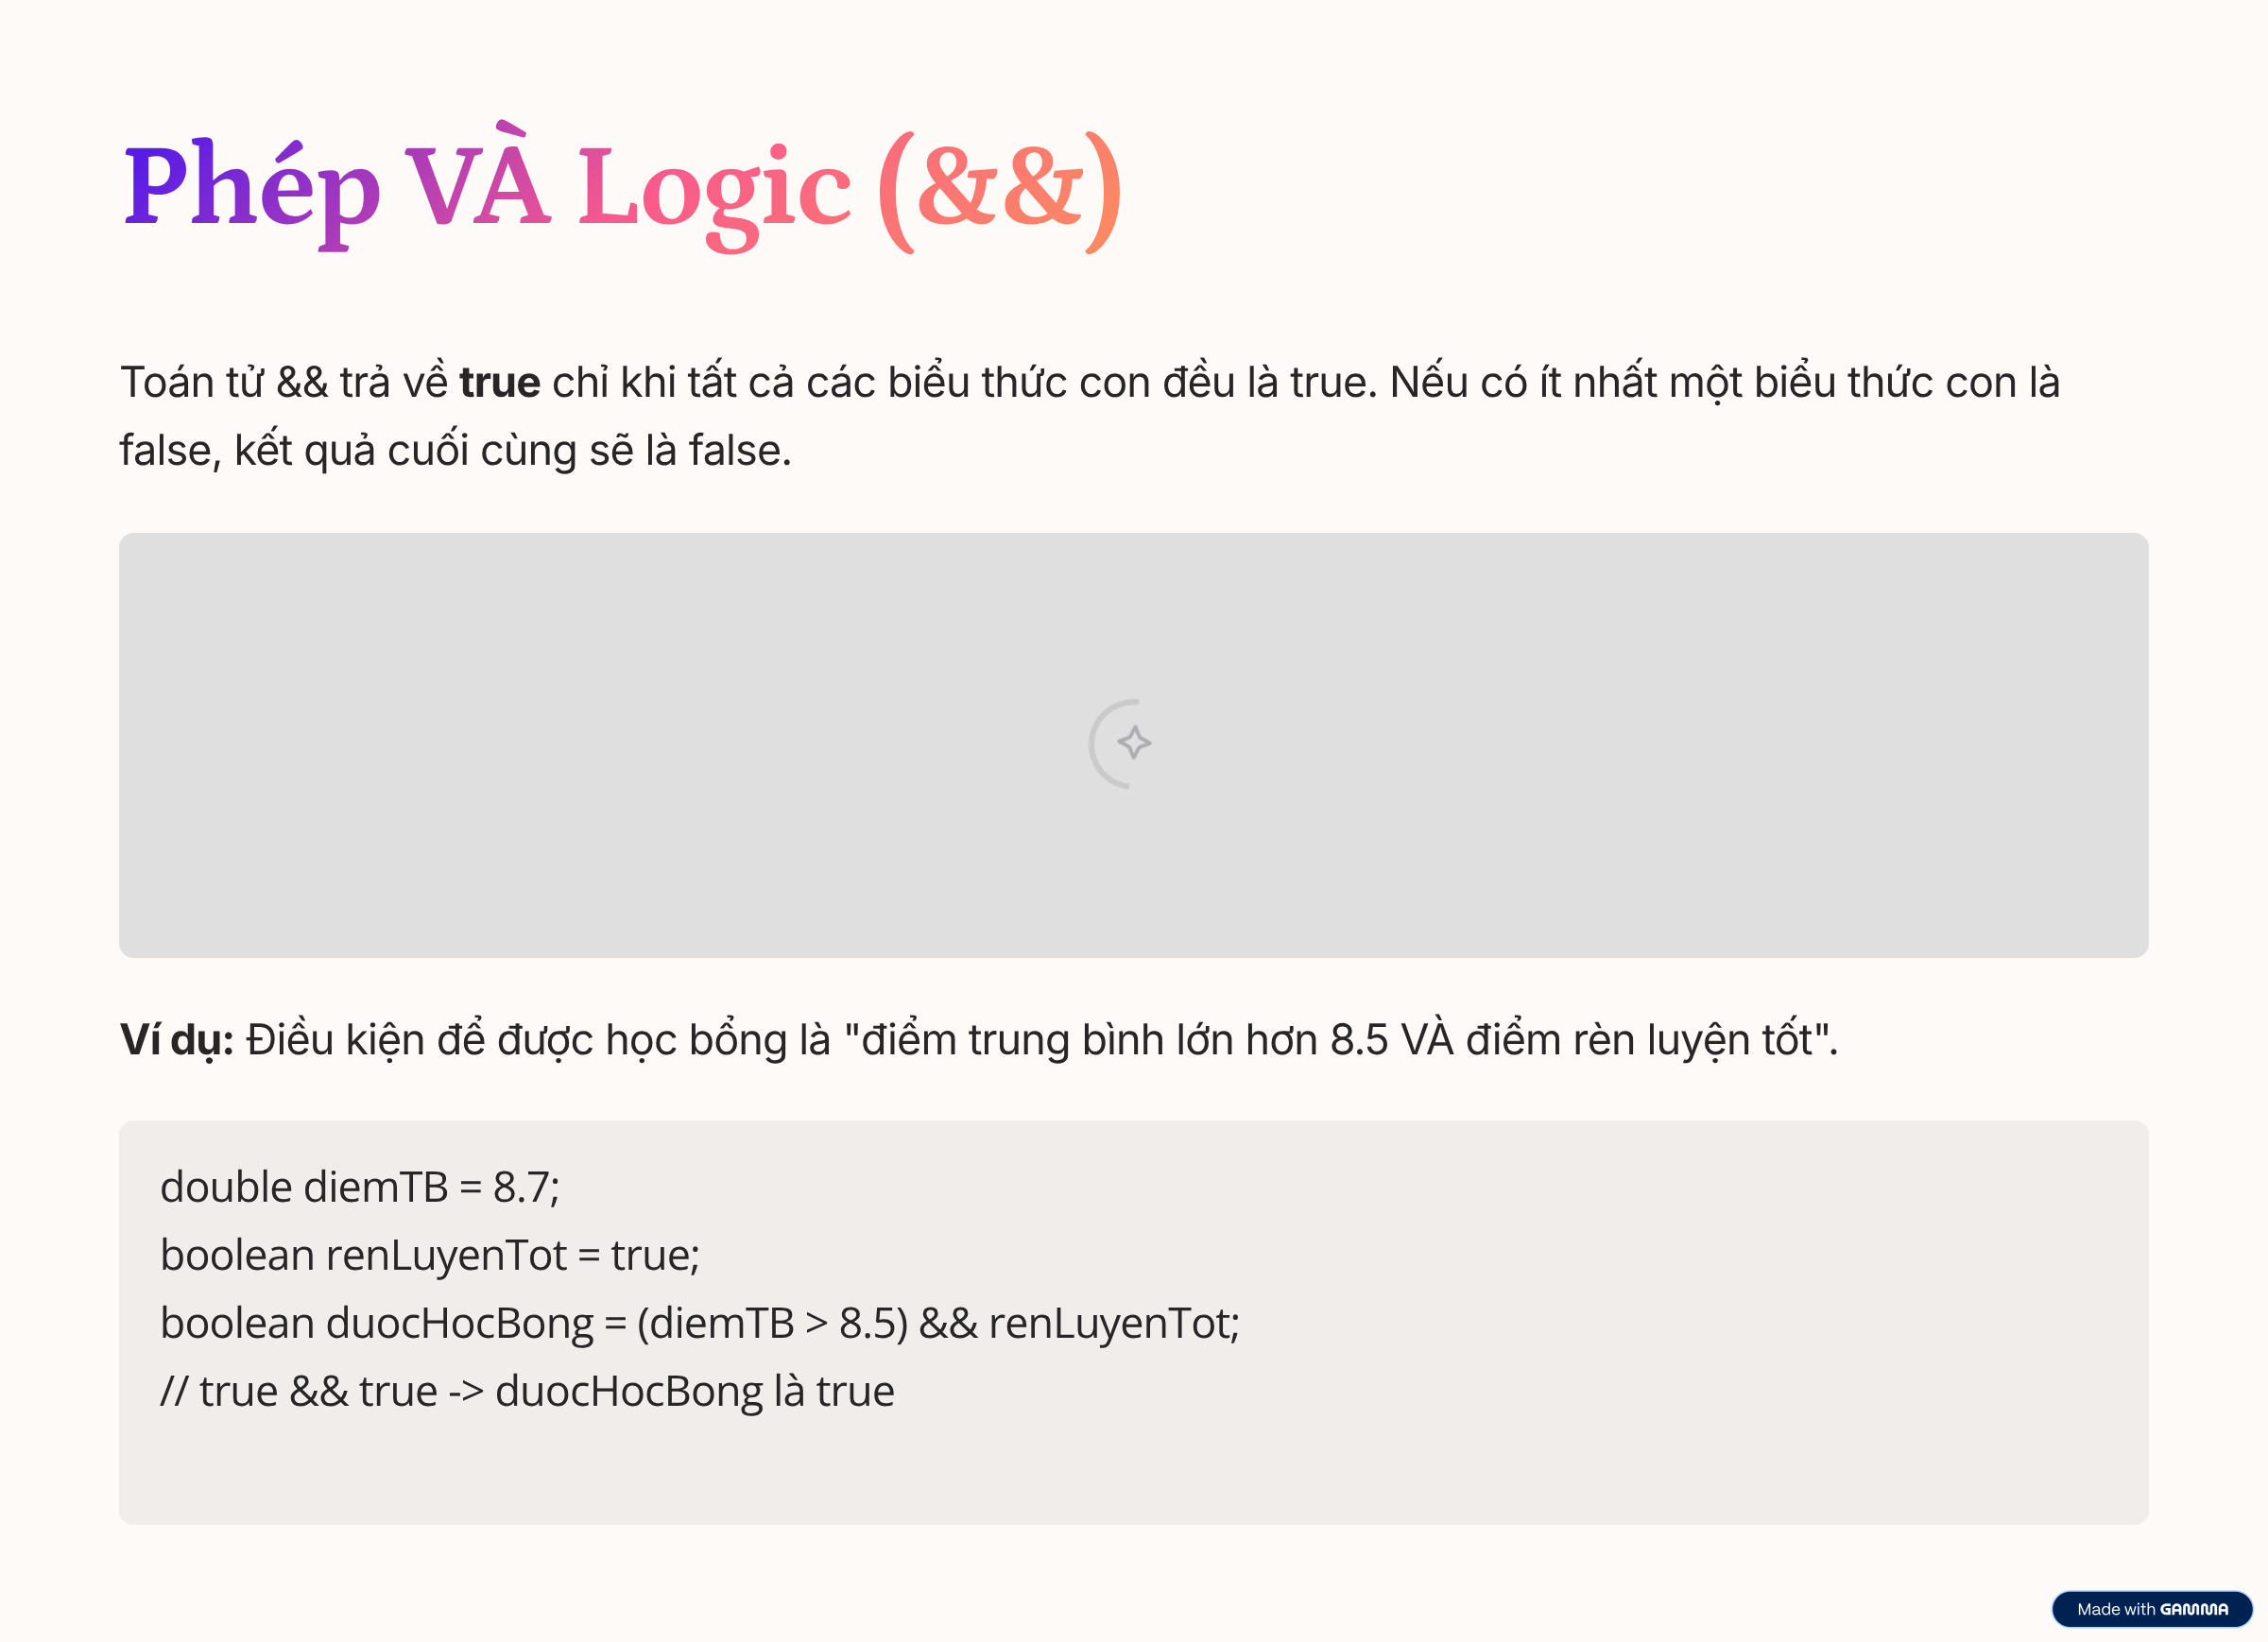 Phép VÀ Logic (&&)
Toán tử && trả về true chỉ khi tất cả các biểu thức con đều là true. Nếu có ít nhất một biểu thức con là
false, kết quả cuối cùng sẽ là false.
Ví dụ: Điều kiện để được học bổng là "điểm trung bình lớn hơn 8.5 VÀ điểm rèn luyện tốt".
double diemTB = 8.7;
boolean renLuyenTot = true;
boolean duocHocBong = (diemTB > 8.5) && renLuyenTot;
// true && true -> duocHocBong là true
Made with GAMMA